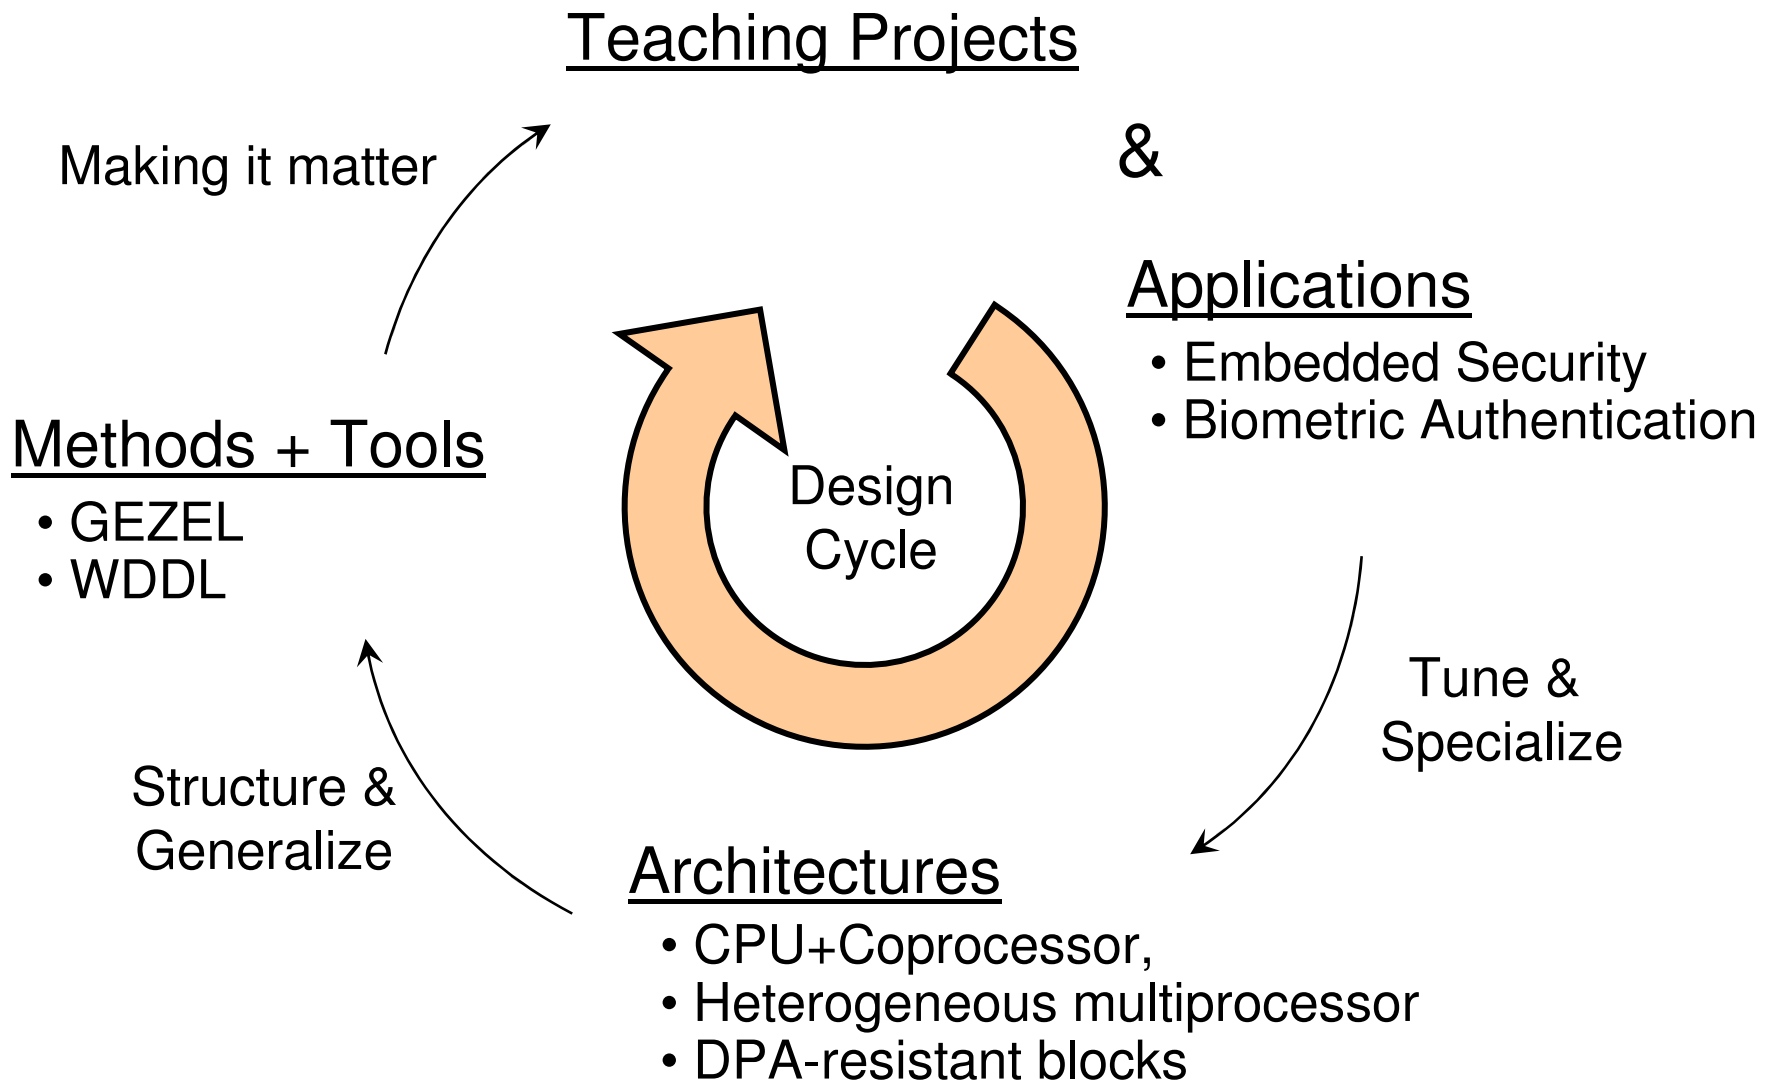 Teaching Projects
Making it matter
&
Applications
• Embedded Security
• Biometric Authentication
Methods + Tools
• GEZEL
• WDDL
Design
Cycle
Tune &
Specialize
Structure &
Generalize
Architectures
• CPU+Coprocessor,
• Heterogeneous multiprocessor
• DPA-resistant blocks